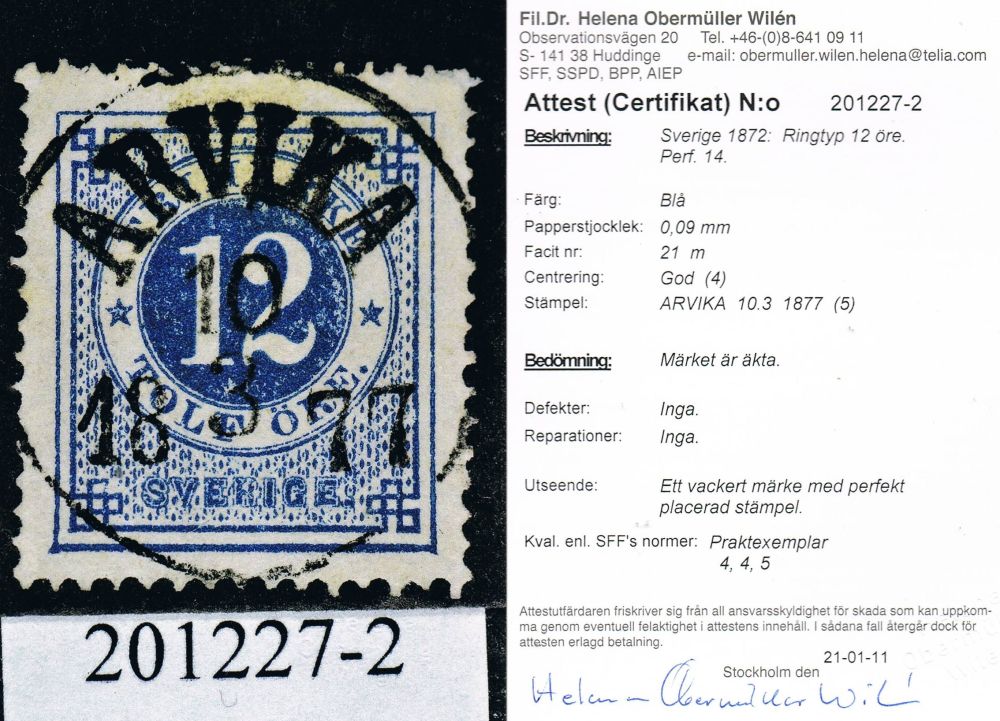 ARVIKA
FRIMÄRKE
12
10
3
1877
TOLF ÖRE.
SVERIGE.
201227-2
Fil.Dr. Helena Obermüller Wilén
Observationsvägen 20 Tel. +46-(0)8-641 09 11
S- 141 38 Huddinge e-mail: obermuller.wilen.helena@telia.com
SFF, SSPD, BPP, AIEP
Attest (Certifikat) N:o 201227-2
Beskrivning: Sverige 1872: Ringtyp 12 öre.
Perf. 14.
Färg: Blå
Papperstjocklek: 0,09 mm
Facit nr: 21 m
Centrering: God (4)
Stämpel: ARVIKA 10.3 1877 (5)
Bedömning: Märket är äkta.
Defekter: Inga.
Reparationer: Inga.
Utseende: Ett vackert märke med perfekt
placerad stämpel.
Kval. enl. SFF's normer: Praktexemplar
4, 4, 5
Attestutfärdaren friskriver sig från all ansvarsskyldighet för skada som kan uppkom-
ma genom eventuell felaktighet i attestens innehåll. I sådana fall återgår dock för
attesten erlagd betalning.
Stockholm den 21-01-11
Helena Obermüller Wilén